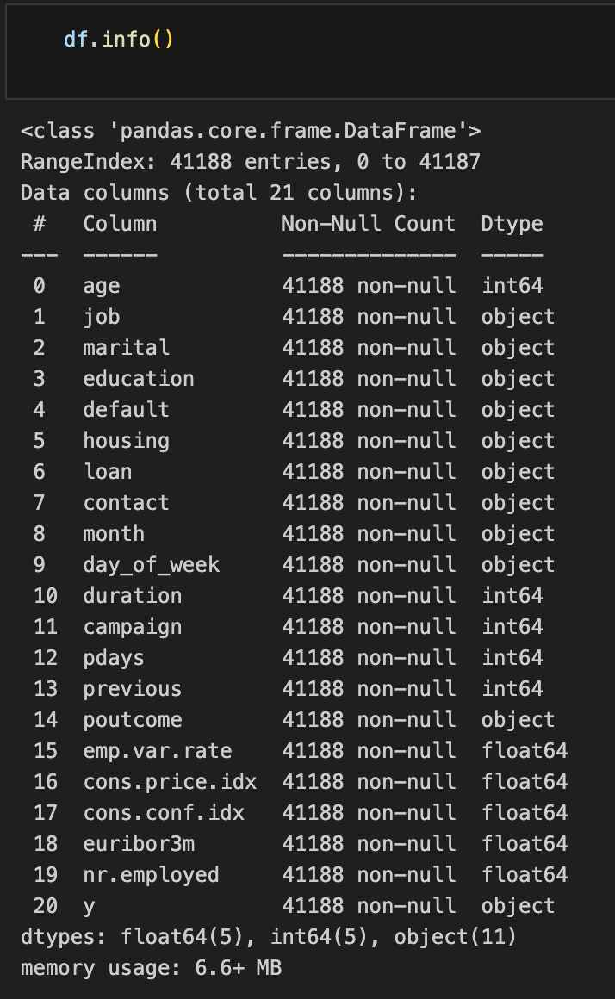 df.info()
<class 'pandas.core.frame.DataFrame'>
RangeIndex: 41188 entries, 0 to 41187
Data columns (total 21 columns):
 #   Column          Non-Null Count  Dtype
---  ------          --------------  -----
 0   age             41188 non-null  int64
 1   job             41188 non-null  object
 2   marital         41188 non-null  object
 3   education       41188 non-null  object
 4   default         41188 non-null  object
 5   housing         41188 non-null  object
 6   loan            41188 non-null  object
 7   contact         41188 non-null  object
 8   month           41188 non-null  object
 9   day_of_week     41188 non-null  object
 10  duration        41188 non-null  int64
 11  campaign        41188 non-null  int64
 12  pdays           41188 non-null  int64
 13  previous        41188 non-null  int64
 14  poutcome        41188 non-null  object
 15  emp.var.rate    41188 non-null  float64
 16  cons.price.idx  41188 non-null  float64
 17  cons.conf.idx   41188 non-null  float64
 18  euribor3m       41188 non-null  float64
 19  nr.employed     41188 non-null  float64
 20  y               41188 non-null  object
dtypes: float64(5), int64(5), object(11)
memory usage: 6.6+ MB